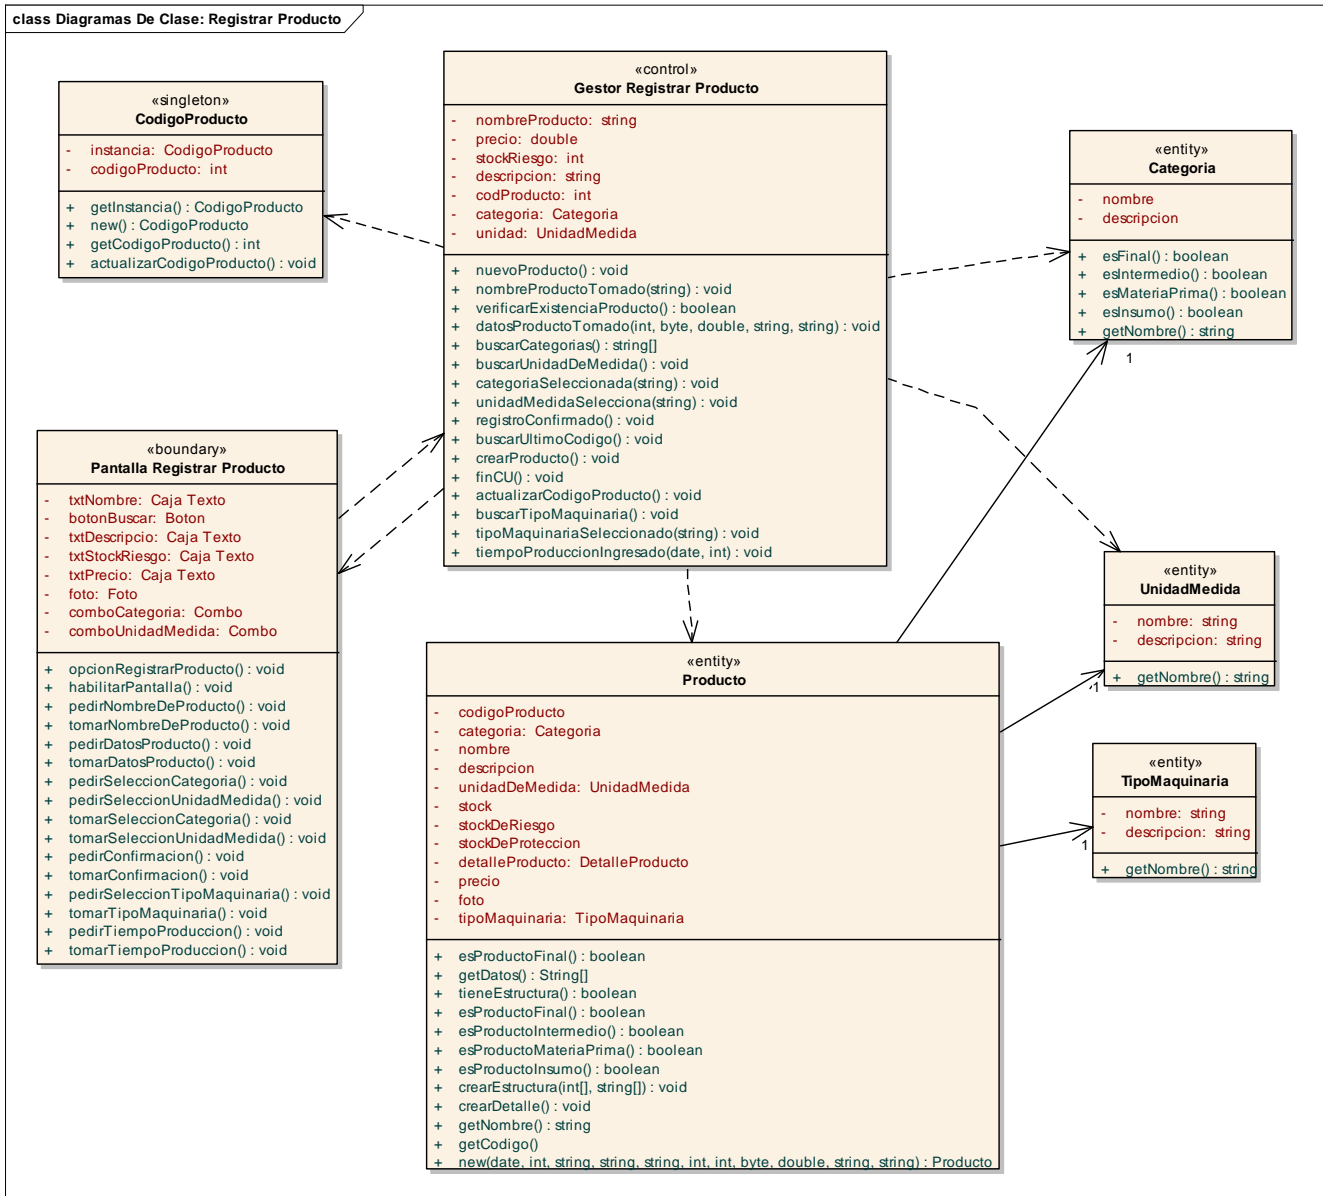 class Diagramas De Clase: Registrar Producto
«singleton»
CodigoProducto
- instancia: CodigoProducto
- codigoProducto: int
+ getInstancia() : CodigoProducto
+ new() : CodigoProducto
+ getCodigoProducto() : int
+ actualizarCodigoProducto() : void
«control»
Gestor Registrar Producto
- nombreProducto: string
- precio: double
- stockRiesgo: int
- descripcion: string
- codProducto: int
- categoria: Categoria
- unidad: UnidadMedida
+ nuevoProducto() : void
+ nombreProductoTomado(string) : void
+ verificarExistenciaProducto() : boolean
+ datosProductoTomado(int, byte, double, string, string) : void
+ buscarCategorias() : string[]
+ buscarUnidadDeMedida() : void
+ categoriaSeleccionada(string) : void
+ unidadMedidaSelecciona(string) : void
+ registroConfirmado() : void
+ buscarUltimoCodigo() : void
+ crearProducto() : void
+ finCU() : void
+ actualizarCodigoProducto() : void
+ buscarTipoMaquinaria() : void
+ tipoMaquinariaSeleccionado(string) : void
+ tiempoProduccionIngresado(date, int) : void
«entity»
Categoria
- nombre
- descripcion
+ esFinal() : boolean
+ esIntermedio() : boolean
+ esMateriaPrima() : boolean
+ esInsumo() : boolean
+ getNombre() : string
1
«boundary»
Pantalla Registrar Producto
- txtNombre: Caja Texto
- botonBuscar: Boton
- txtDescripcio: Caja Texto
- txtStockRiesgo: Caja Texto
- txtPrecio: Caja Texto
- foto: Foto
- comboCategoria: Combo
- comboUnidadMedida: Combo
+ opcionRegistrarProducto() : void
+ habilitarPantalla() : void
+ pedirNombreDeProducto() : void
+ tomarNombreDeProducto() : void
+ pedirDatosProducto() : void
+ tomarDatosProducto() : void
+ pedirSeleccionCategoria() : void
+ pedirSeleccionUnidadMedida() : void
+ tomarSeleccionCategoria() : void
+ tomarSeleccionUnidadMedida() : void
+ pedirConfirmacion() : void
+ tomarConfirmacion() : void
+ pedirSeleccionTipoMaquinaria() : void
+ tomarTipoMaquinaria() : void
+ pedirTiempoProduccion() : void
+ tomarTiempoProduccion() : void
«entity»
UnidadMedida
- nombre: string
- descripcion: string
+ getNombre() : string
1
«entity»
TipoMaquinaria
- nombre: string
- descripcion: string
+ getNombre() : string
1
«entity»
Producto
- codigoProducto
- categoria: Categoria
- nombre
- descripcion
- unidadDeMedida: UnidadMedida
- stock
- stockDeRiesgo
- stockDeProteccion
- detalleProducto: DetalleProducto
- precio
- foto
- tipoMaquinaria: TipoMaquinaria
+ esProductoFinal() : boolean
+ getDatos() : String[]
+ tieneEstructura() : boolean
+ esProductoFinal() : boolean
+ esProductoIntermedio() : boolean
+ esProductoMateriaPrima() : boolean
+ esProductoInsumo() : boolean
+ crearEstructura(int[], string[]) : void
+ crearDetalle() : void
+ getNombre() : string
+ getCodigo()
+ new(date, int, string, string, string, int, int, byte, double, string, string) : Producto